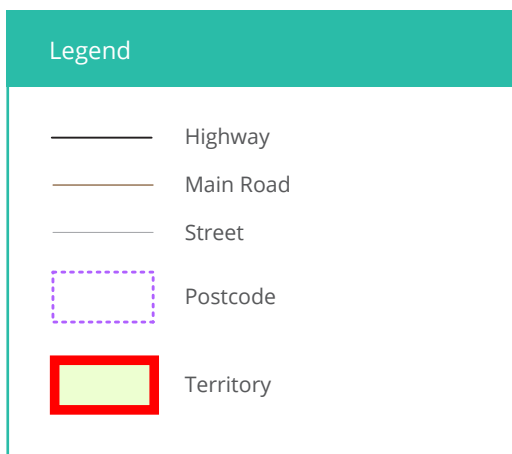 Legend
Highway
Main Road
Street
Postcode
Territory